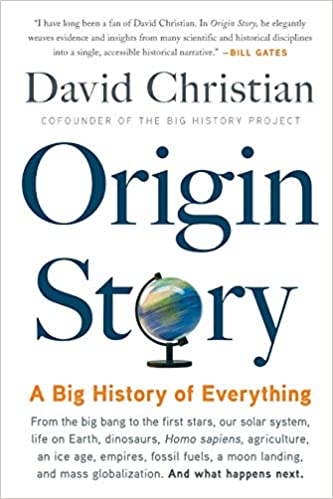 "I have long been a fan of David Christian. In Origin Story, he elegantly
weaves evidence and insights from many scientific and historical disciplines
into a single, accessible historical narrative." —BILL GATES
David Christian
COFOUNDER OF THE BIG HISTORY PROJECT
Origin
Story
A Big History of Everything
From the big bang to the first stars, our solar system,
life on Earth, dinosaurs, Homo sapiens, agriculture,
an ice age, empires, fossil fuels, a moon landing,
and mass globalization. And what happens next.